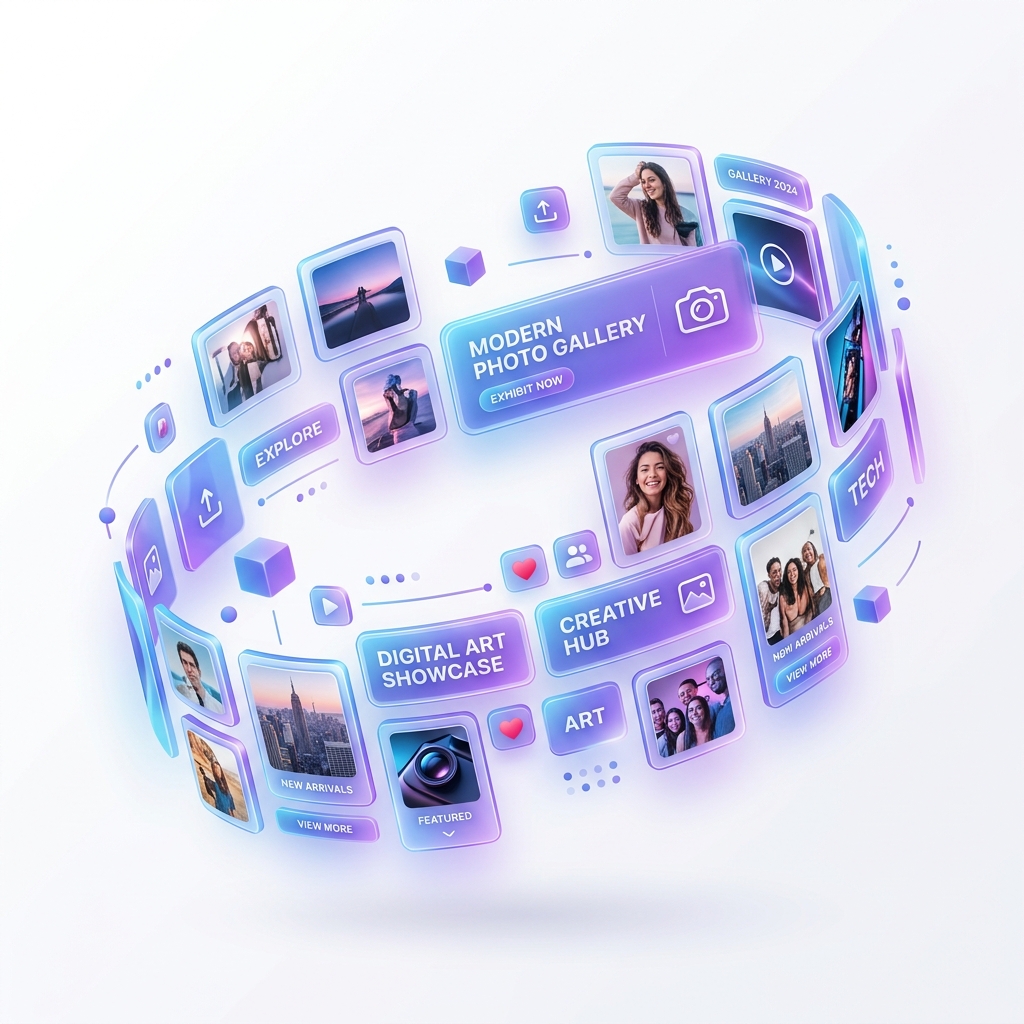 GALLERY 2024
MODERN
PHOTO GALLERY
EXHIBIT NOW
EXPLORE
TECH
CREATIVE
HUB
DIGITAL ART
SHOWCASE
ART
NEW ARRIVALS
VIEW MORE
NEW ARRIVALS
VIEW MORE
FEATURED